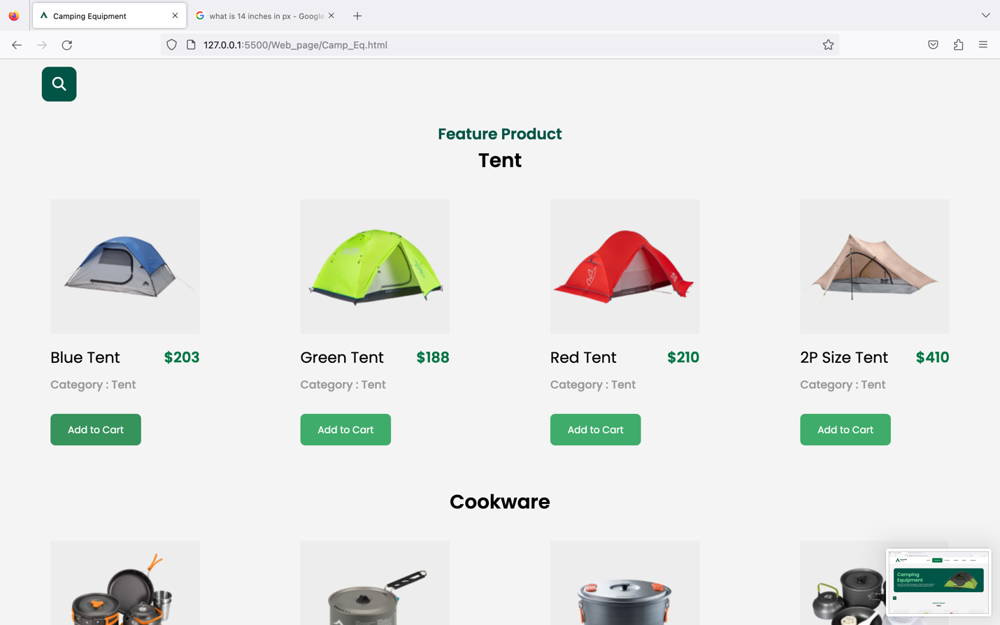 Camping Equipment
what is 14 inches in px - Google
127.0.0.1:5500/Web_page/Camp_Eq.html
Feature Product
Tent
Blue Tent $203
Category : Tent
Add to Cart
Green Tent $188
Category : Tent
Add to Cart
Red Tent $210
Category : Tent
Add to Cart
2P Size Tent $410
Category : Tent
Add to Cart
Cookware
Camping
Equipment